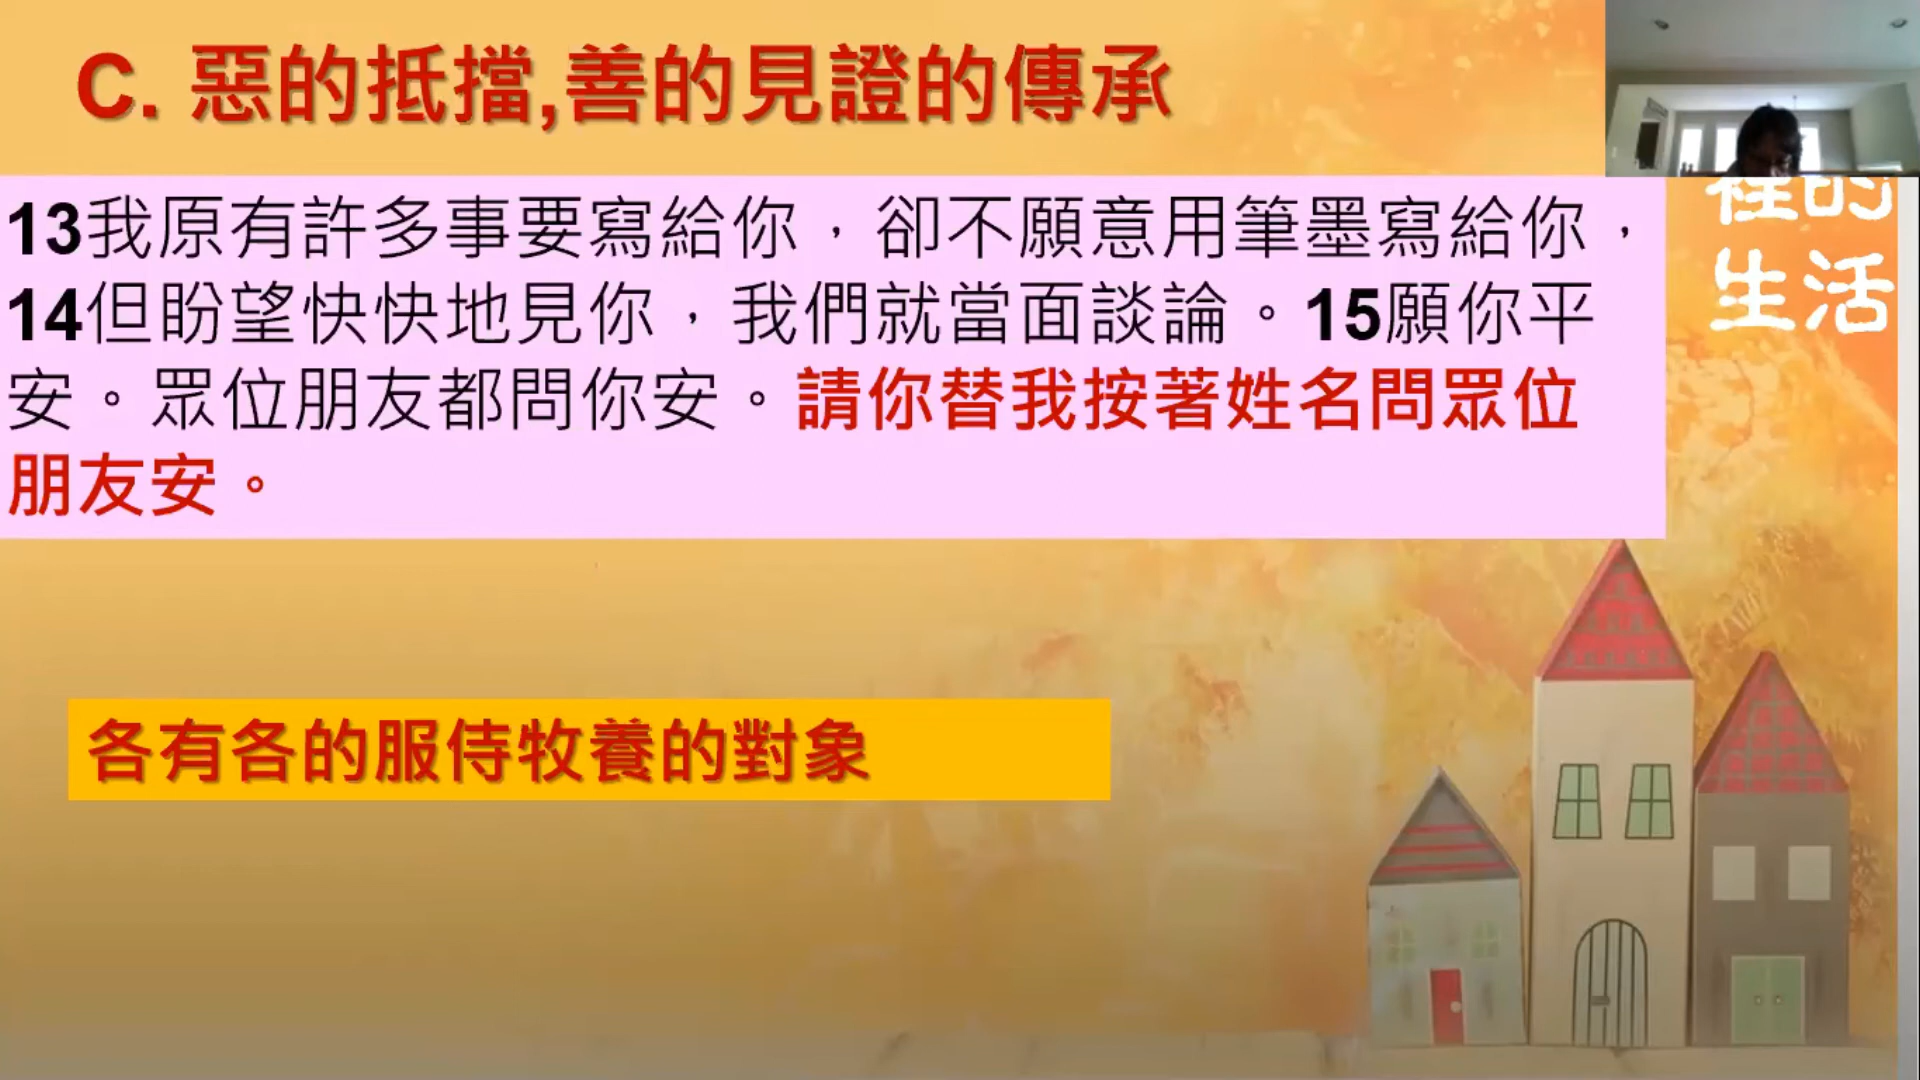 C. 惡的抵擋,善的見證的傳承
13我原有許多事要寫給你，卻不願意用筆墨寫給你，
14但盼望快快地見你，我們就當面談論。15願你平
安。眾位朋友都問你安。請你替我按著姓名問眾位
朋友安。
裡的
生活
各有各的服侍牧養的對象